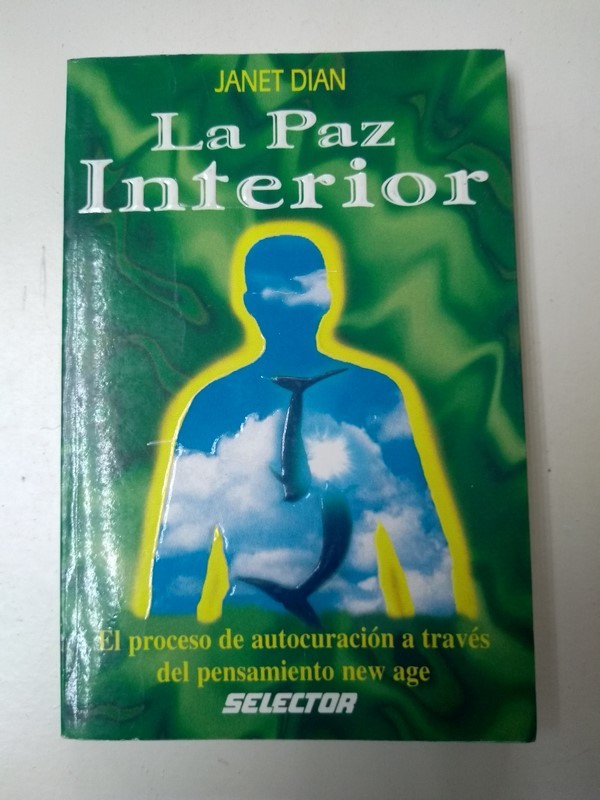 JANET DIAN
La Paz
Interior
El proceso de autocuración a través
del pensamiento new age
SELECTOR